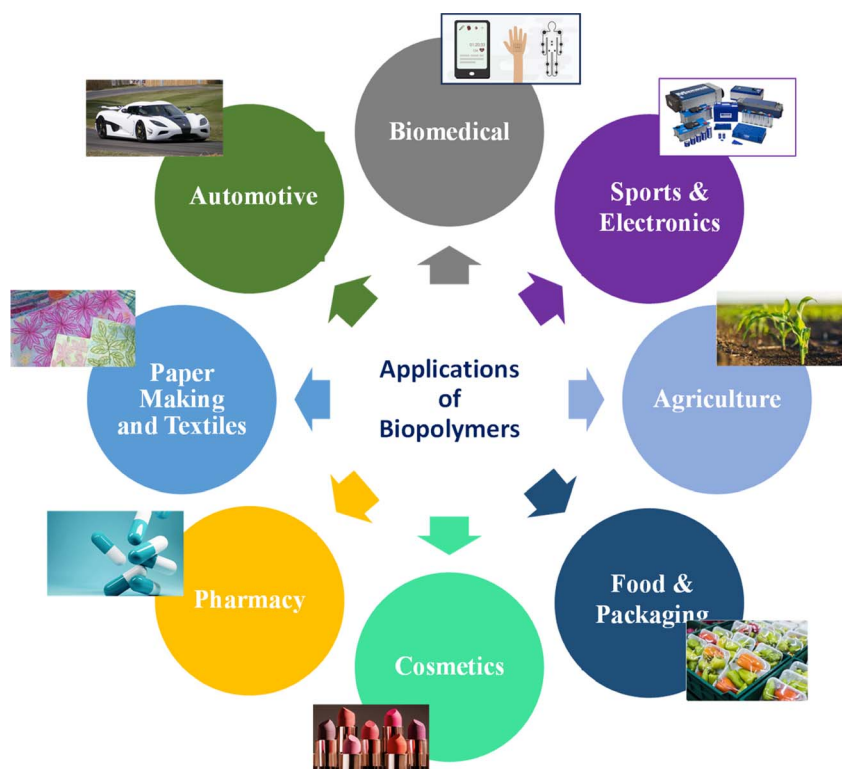 Biomedical
Sports &
Electronics
Agriculture
Food &
Packaging
Cosmetics
Pharmacy
Paper
Making
and Textiles
Automotive
Applications
of
Biopolymers